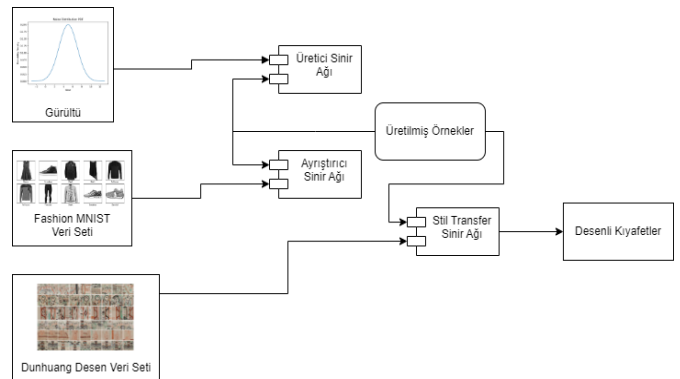 Gürültü
Üretici Sinir
Ağı
Üretilmiş Örnekler
Ayrıştırıcı
Sinir Ağı
Fashion MNIST
Veri Seti
Stil Transfer
Sinir Ağı
Desenli Kıyafetler
Dunhuang Desen Veri Seti